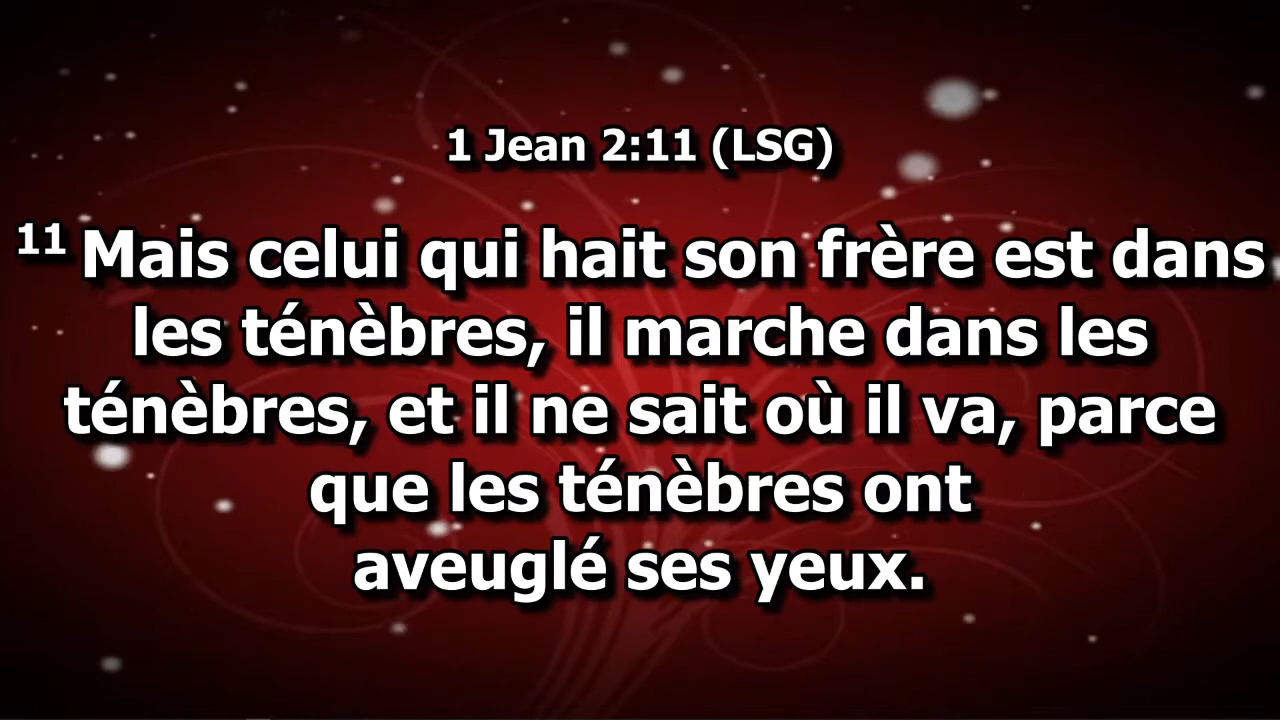 1 Jean 2:11 (LSG)
11 Mais celui qui hait son frère est dans
les ténèbres, il marche dans les
ténèbres, et il ne sait où il va, parce
que les ténèbres ont
aveuglé ses yeux.